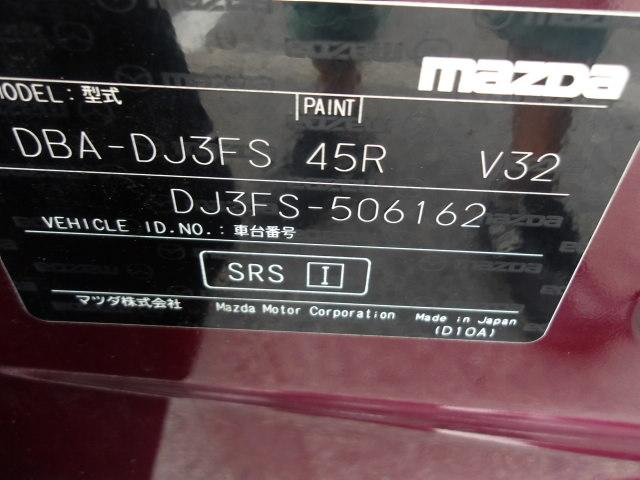 mazda
MODEL : 型式
PAINT
DBA-DJ3FS 45R V32
DJ3FS-506162
VEHICLE ID.NO. : 車台番号
SRS I
マツダ株式会社 Mazda Motor Corporation Made in Japan
(D10A)